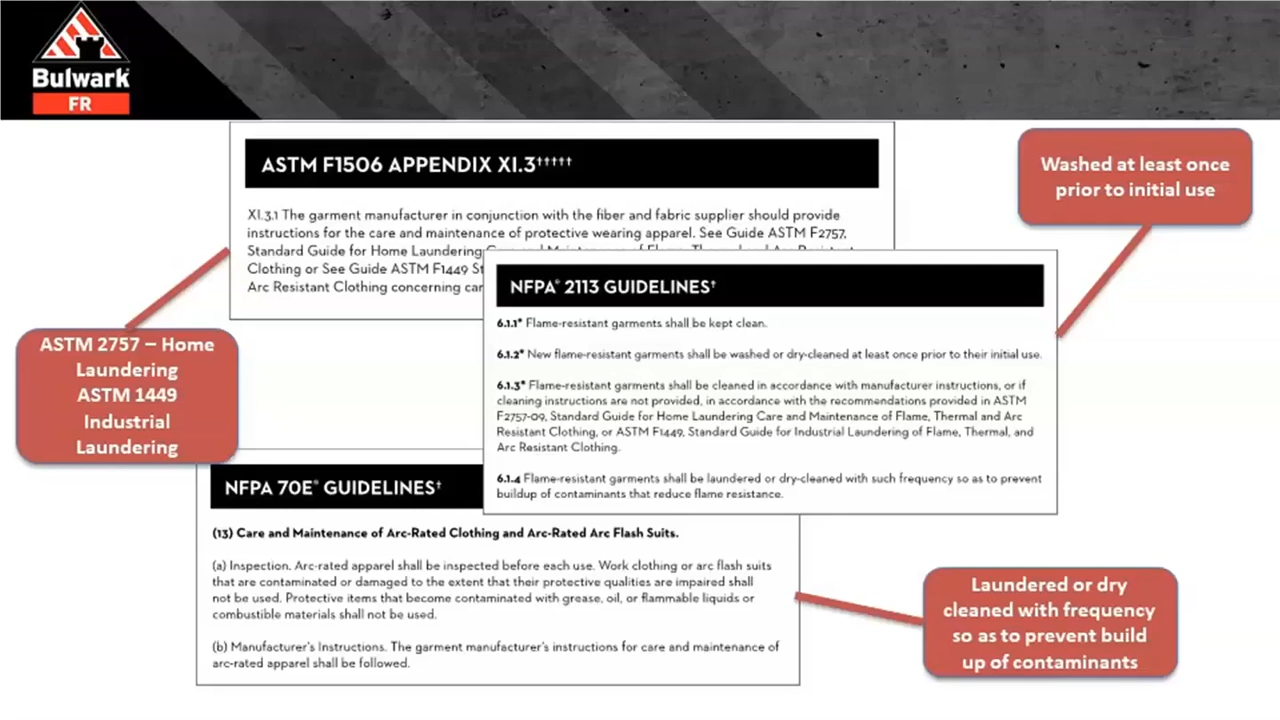 Bulwark
FR
ASTM F1506 APPENDIX X1.3†††††
X1.3.1 The garment manufacturer in conjunction with the fiber and fabric supplier should provide
instructions for the care and maintenance of protective wearing apparel. See Guide ASTM F2757,
Standard Guide for Home Laundering
Clothing or See Guide ASTM F1449 St
Arc Resistant Clothing concerning car
Washed at least once
prior to initial use
NFPA® 2113 GUIDELINES†
6.1.1* Flame-resistant garments shall be kept clean.
6.1.2* New flame-resistant garments shall be washed or dry-cleaned at least once prior to their initial use.
6.1.3* Flame-resistant garments shall be cleaned in accordance with manufacturer instructions, or if
cleaning instructions are not provided, in accordance with the recommendations provided in ASTM
F2757-09, Standard Guide for Home Laundering Care and Maintenance of Flame, Thermal and Arc
Resistant Clothing, or ASTM F1449, Standard Guide for Industrial Laundering of Flame, Thermal, and
Arc Resistant Clothing.
6.1.4 Flame-resistant garments shall be laundered or dry-cleaned with such frequency so as to prevent
buildup of contaminants that reduce flame resistance.
ASTM 2757 – Home
Laundering
ASTM 1449
Industrial
Laundering
NFPA 70E® GUIDELINES†
(13) Care and Maintenance of Arc-Rated Clothing and Arc-Rated Arc Flash Suits.
(a) Inspection. Arc-rated apparel shall be inspected before each use. Work clothing or arc flash suits
that are contaminated or damaged to the extent that their protective qualities are impaired shall
not be used. Protective items that become contaminated with grease, oil, or flammable liquids or
combustible materials shall not be used.
(b) Manufacturer's Instructions. The garment manufacturer's instructions for care and maintenance of
arc-rated apparel shall be followed.
Laundered or dry
cleaned with frequency
so as to prevent build
up of contaminants